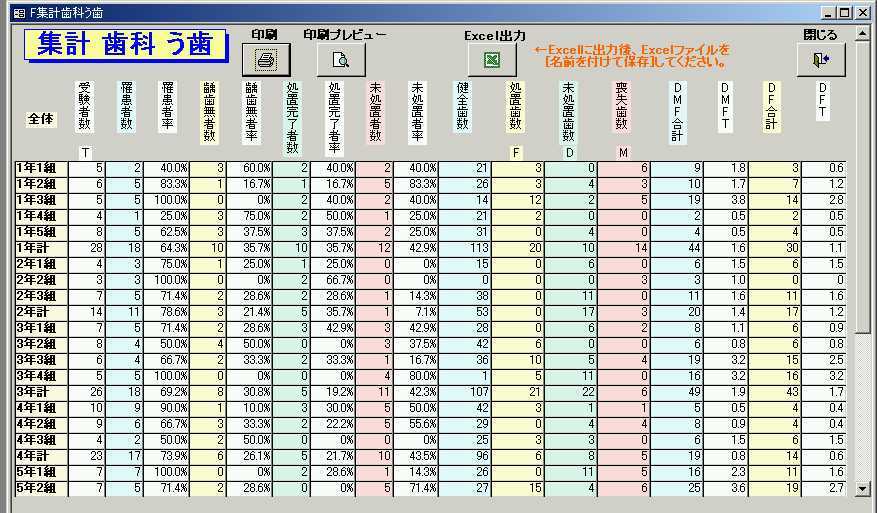 F集計歯科う歯
集計 歯科 う歯
印刷 印刷プレビュー Excel出力 閉じる
←Excelに出力後、Excelファイルを
[名前を付けて保存]してください。
全体 受験者数 罹患者数 罹患者率 齲歯無者数 齲歯無者率 処置完了者数 処置完了者率 未処置者数 未処置者率 健全歯数 処置歯数 未処置歯数 喪失歯数 DMF合計 DMFT DF合計 DFT
T F D M
1年1組 5 2 40.0% 3 60.0% 2 40.0% 2 40.0% 21 3 0 6 9 1.8 3 0.6
1年2組 6 5 83.3% 1 16.7% 1 16.7% 5 83.3% 26 3 4 3 10 1.7 7 1.2
1年3組 5 5 100.0% 0 0% 2 40.0% 2 40.0% 14 12 2 5 19 3.8 14 2.8
1年4組 4 1 25.0% 3 75.0% 2 50.0% 1 25.0% 21 2 0 0 2 0.5 2 0.5
1年5組 8 5 62.5% 3 37.5% 3 37.5% 2 25.0% 31 0 4 0 4 0.5 4 0.5
1年計 28 18 64.3% 10 35.7% 10 35.7% 12 42.9% 113 20 10 14 44 1.6 30 1.1
2年1組 4 3 75.0% 1 25.0% 1 25.0% 0 0% 15 0 6 0 6 1.5 6 1.5
2年2組 3 3 100.0% 0 0% 2 66.7% 0 0% 0 0 0 3 3 1.0 0 0
2年3組 7 5 71.4% 2 28.6% 2 28.6% 1 14.3% 38 0 11 0 11 1.6 11 1.6
2年計 14 11 78.6% 3 21.4% 5 35.7% 1 7.1% 53 0 17 3 20 1.4 17 1.2
3年1組 7 5 71.4% 2 28.6% 3 42.9% 3 42.9% 28 0 6 2 8 1.1 6 0.9
3年2組 8 4 50.0% 4 50.0% 0 0% 3 37.5% 42 6 0 0 6 0.8 6 0.8
3年3組 6 4 66.7% 2 33.3% 2 33.3% 1 16.7% 36 10 5 4 19 3.2 15 2.5
3年4組 5 5 100.0% 0 0% 0 0% 4 80.0% 1 5 11 0 16 3.2 16 3.2
3年計 26 18 69.2% 8 30.8% 5 19.2% 11 42.3% 107 21 22 6 49 1.9 43 1.7
4年1組 10 9 90.0% 1 10.0% 3 30.0% 5 50.0% 42 3 1 1 5 0.5 4 0.4
4年2組 9 6 66.7% 3 33.3% 2 22.2% 5 55.6% 29 0 4 4 8 0.9 4 0.4
4年3組 4 2 50.0% 2 50.0% 0 0% 0 0% 25 3 3 0 6 1.5 6 1.5
4年計 23 17 73.9% 6 26.1% 5 21.7% 10 43.5% 96 6 8 5 19 0.8 14 0.6
5年1組 7 7 100.0% 0 0% 2 28.6% 1 14.3% 26 0 11 5 16 2.3 11 1.6
5年2組 7 5 71.4% 2 28.6% 0 0% 5 71.4% 27 15 4 6 25 3.6 19 2.7